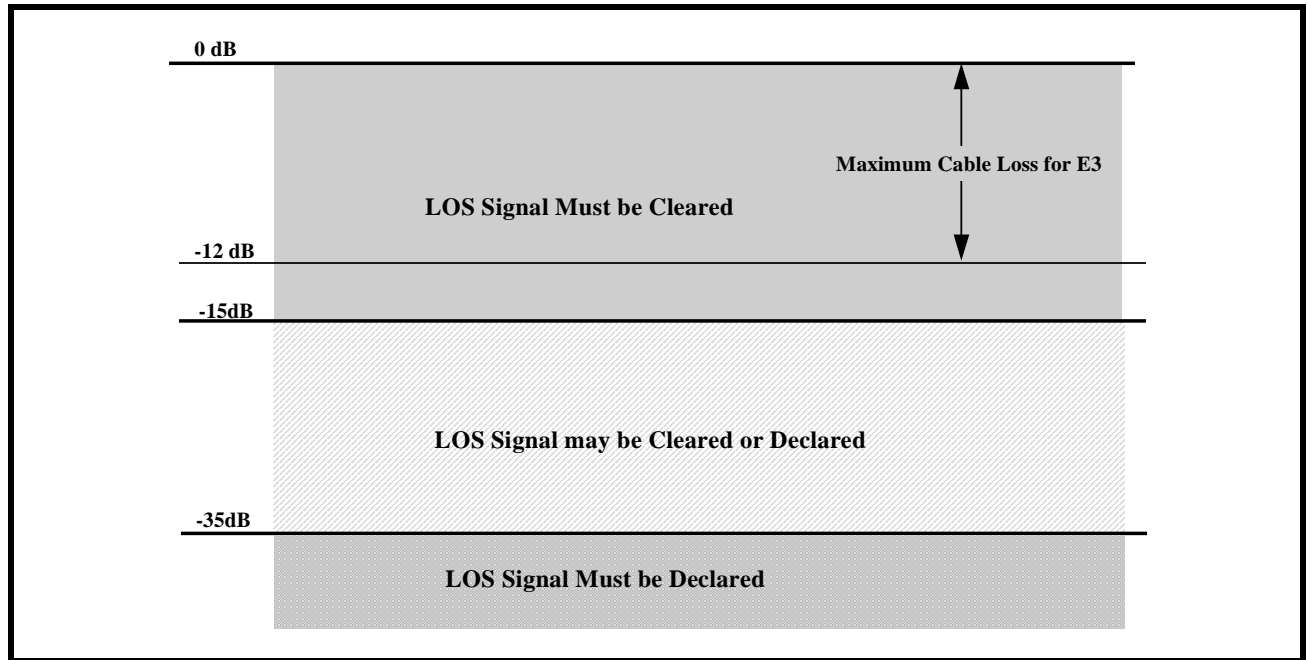 0 dB
Maximum Cable Loss for E3
LOS Signal Must be Cleared
-12 dB
-15dB
LOS Signal may be Cleared or Declared
-35dB
LOS Signal Must be Declared